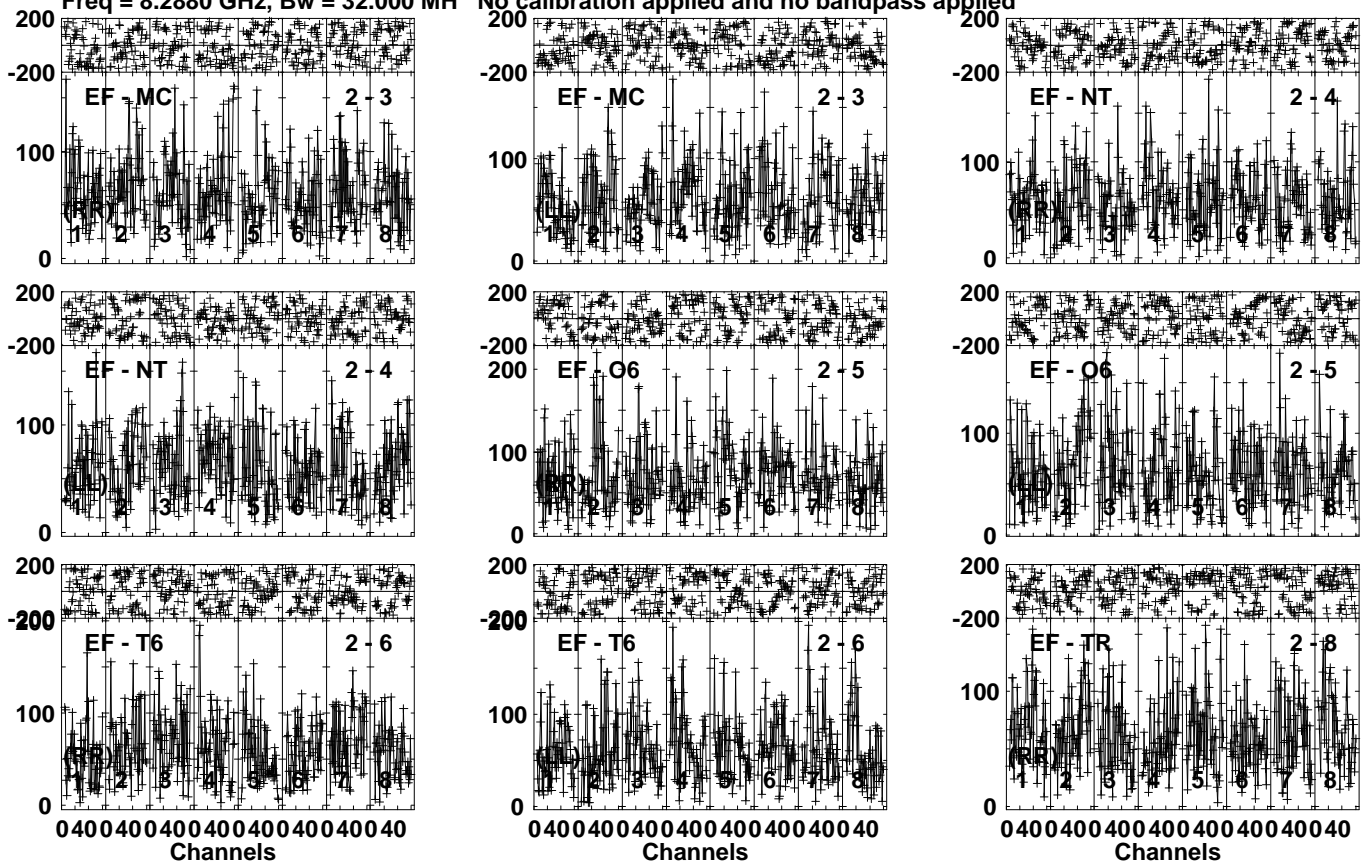 Freq = 8.2880 GHz, Bw = 32.000 MH No calibration applied and no bandpass applied
200
-200
EF - MC 2 - 3
100
(RR)
1 2 3 4 5 6 7 8
0
200
-200
EF - MC 2 - 3
100
(LL)
1 2 3 4 5 6 7 8
0
200
-200
EF - NT 2 - 4
100
(RR)
1 2 3 4 5 6 7 8
0
200
-200
EF - NT 2 - 4
100
(LL)
1 2 3 4 5 6 7 8
0
200
-200
200
EF - O6 2 - 5
100
(RR)
1 2 3 4 5 6 7 8
0
200
-200
EF - O6 2 - 5
100
(LL)
1 2 3 4 5 6 7 8
0
200
-200
200
EF - T6 2 - 6
100
(RR)
1 2 3 4 5 6 7 8
0
0 40 0 40 0 40 0 40 0 40 0 40 0 40 0 40
Channels
200
-200
200
EF - T6 2 - 6
100
(LL)
1 2 3 4 5 6 7 8
0
0 40 0 40 0 40 0 40 0 40 0 40 0 40 0 40
Channels
200
-200
EF - TR 2 - 8
100
(RR)
1 2 3 4 5 6 7 8
0
0 40 0 40 0 40 0 40 0 40 0 40 0 40 0 40
Channels